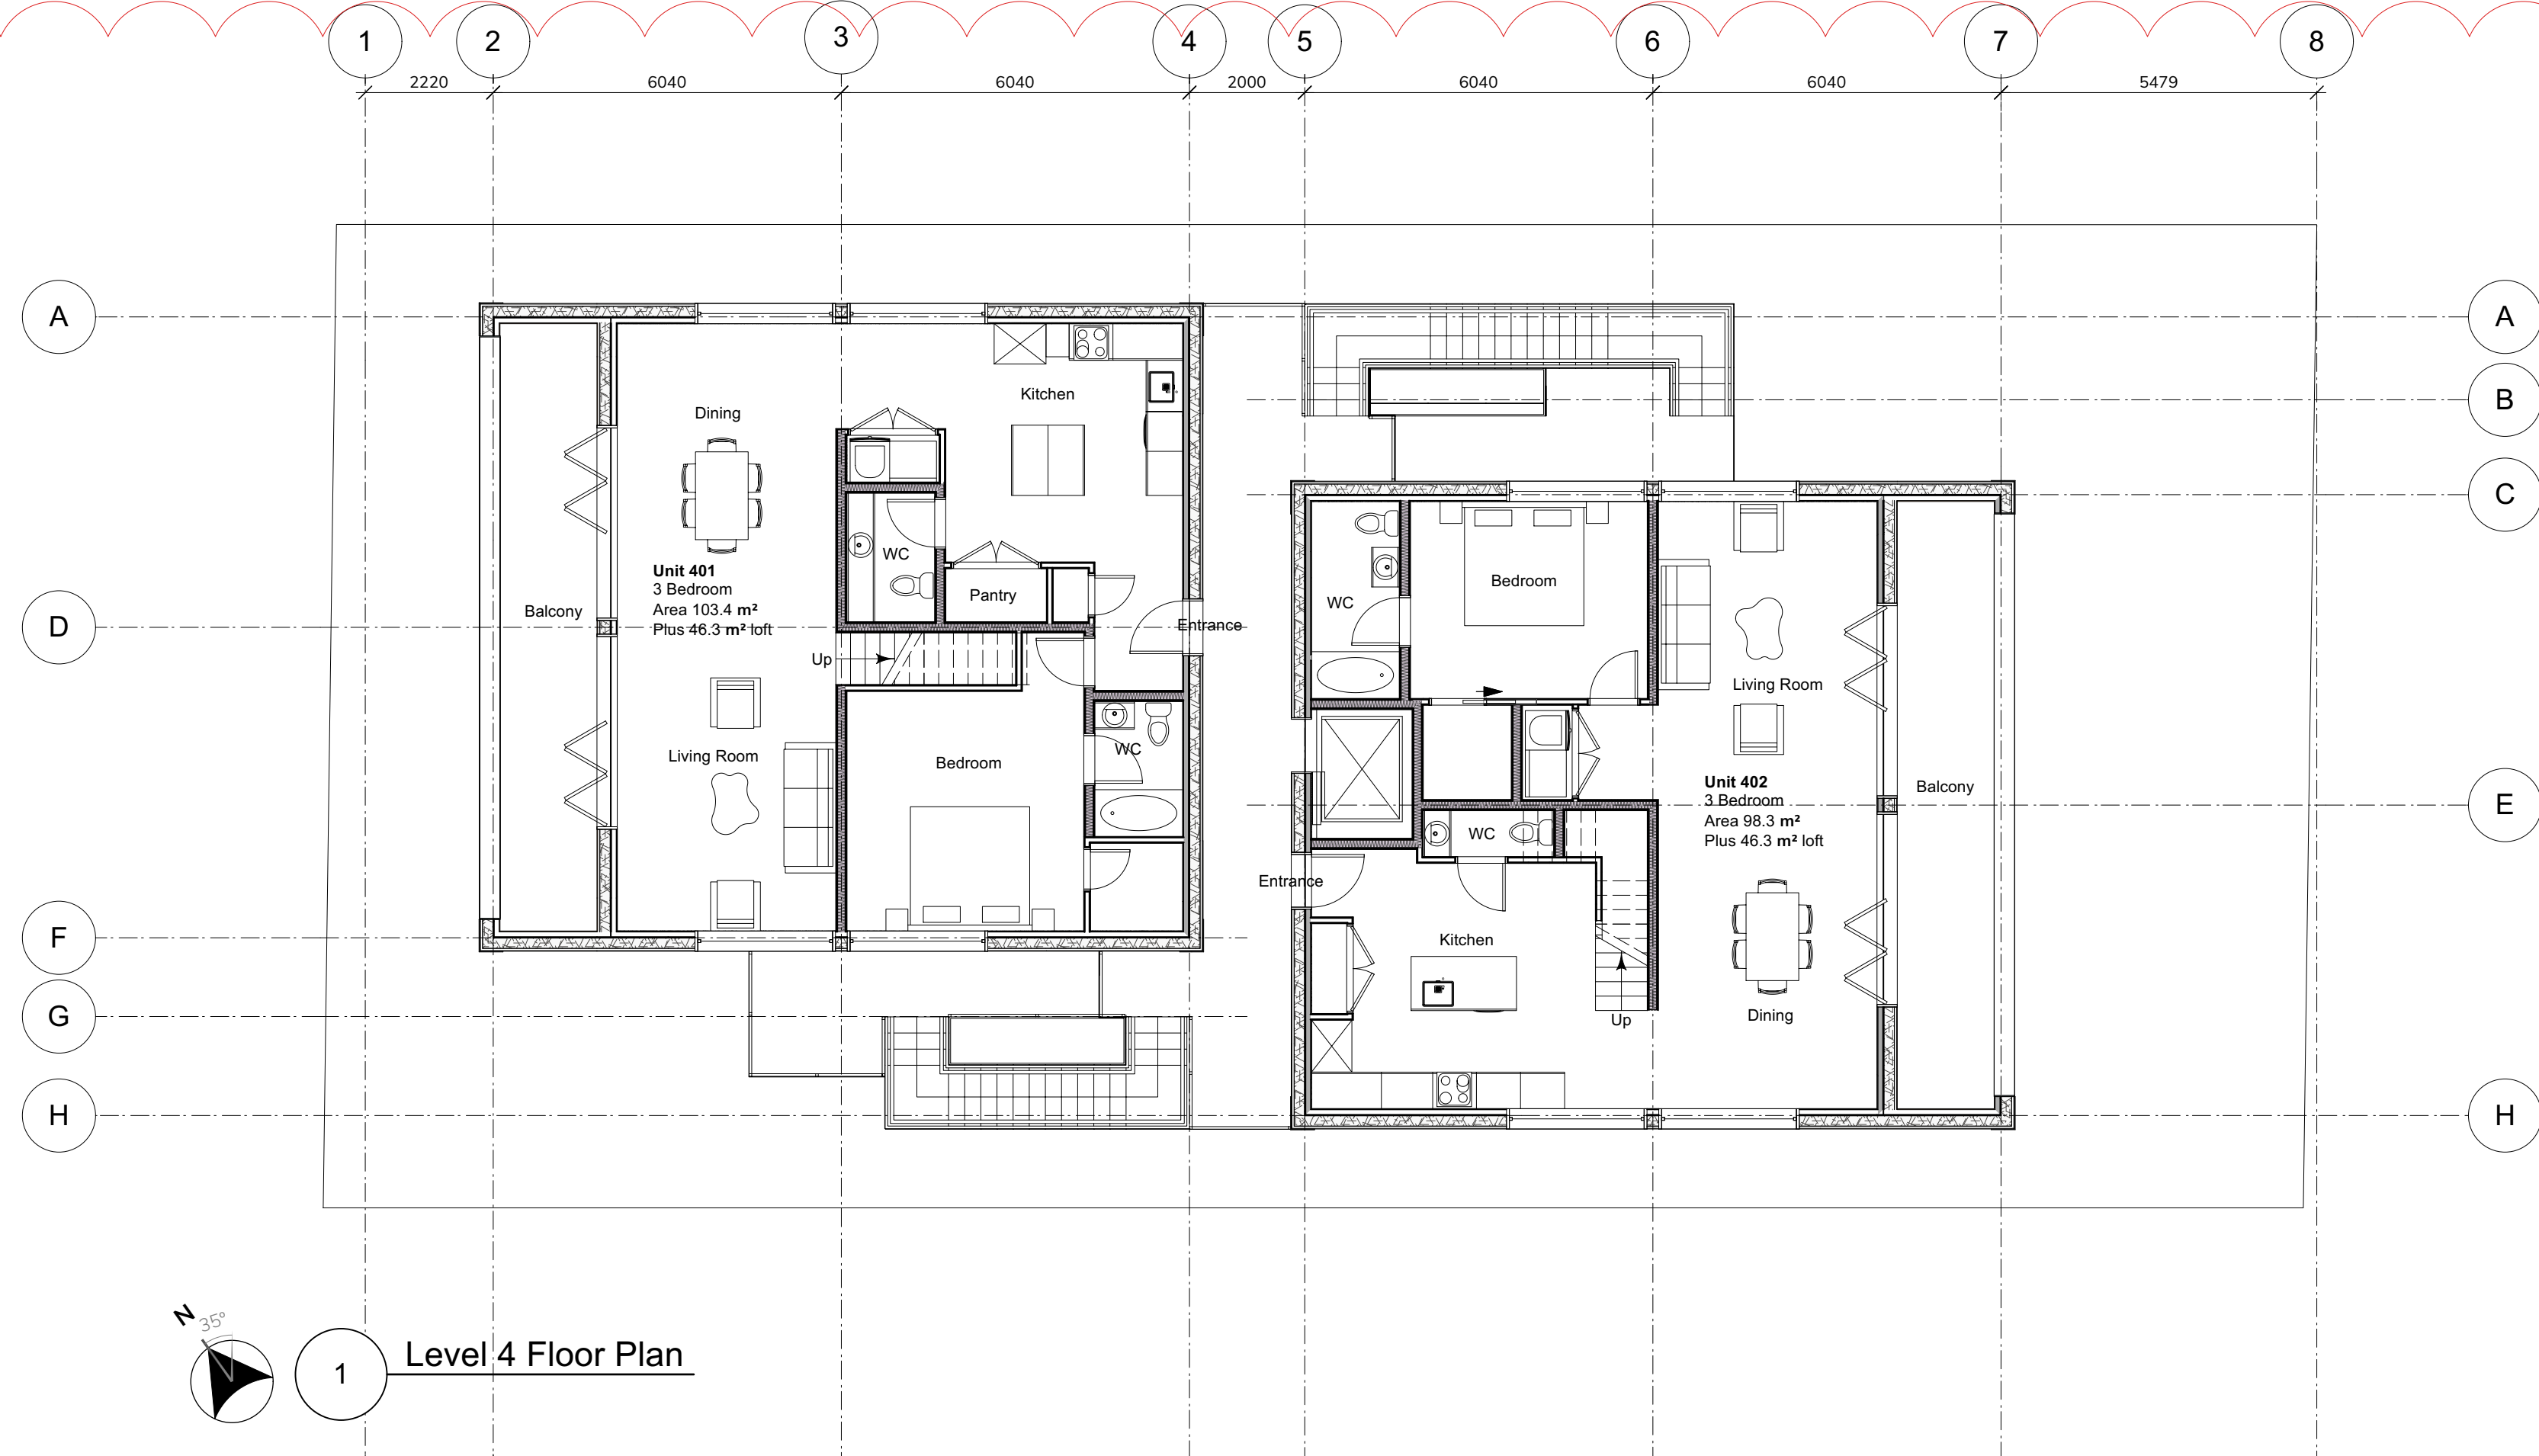 1 2 3 4 5 6 7 8
2220 6040 6040 2000 6040 6040 5479
A A
B
C
D
E
F
G
H H
Dining
Kitchen
WC
Unit 401
3 Bedroom
Area 103.4 m²
Plus 46.3 m² loft
Balcony
Pantry
Entrance
Up
Living Room
Bedroom
WC
Bedroom
WC
Living Room
Unit 402
3 Bedroom
Area 98.3 m²
Plus 46.3 m² loft
Balcony
WC
Entrance
Kitchen
Up
Dining
N 35°
1 Level 4 Floor Plan